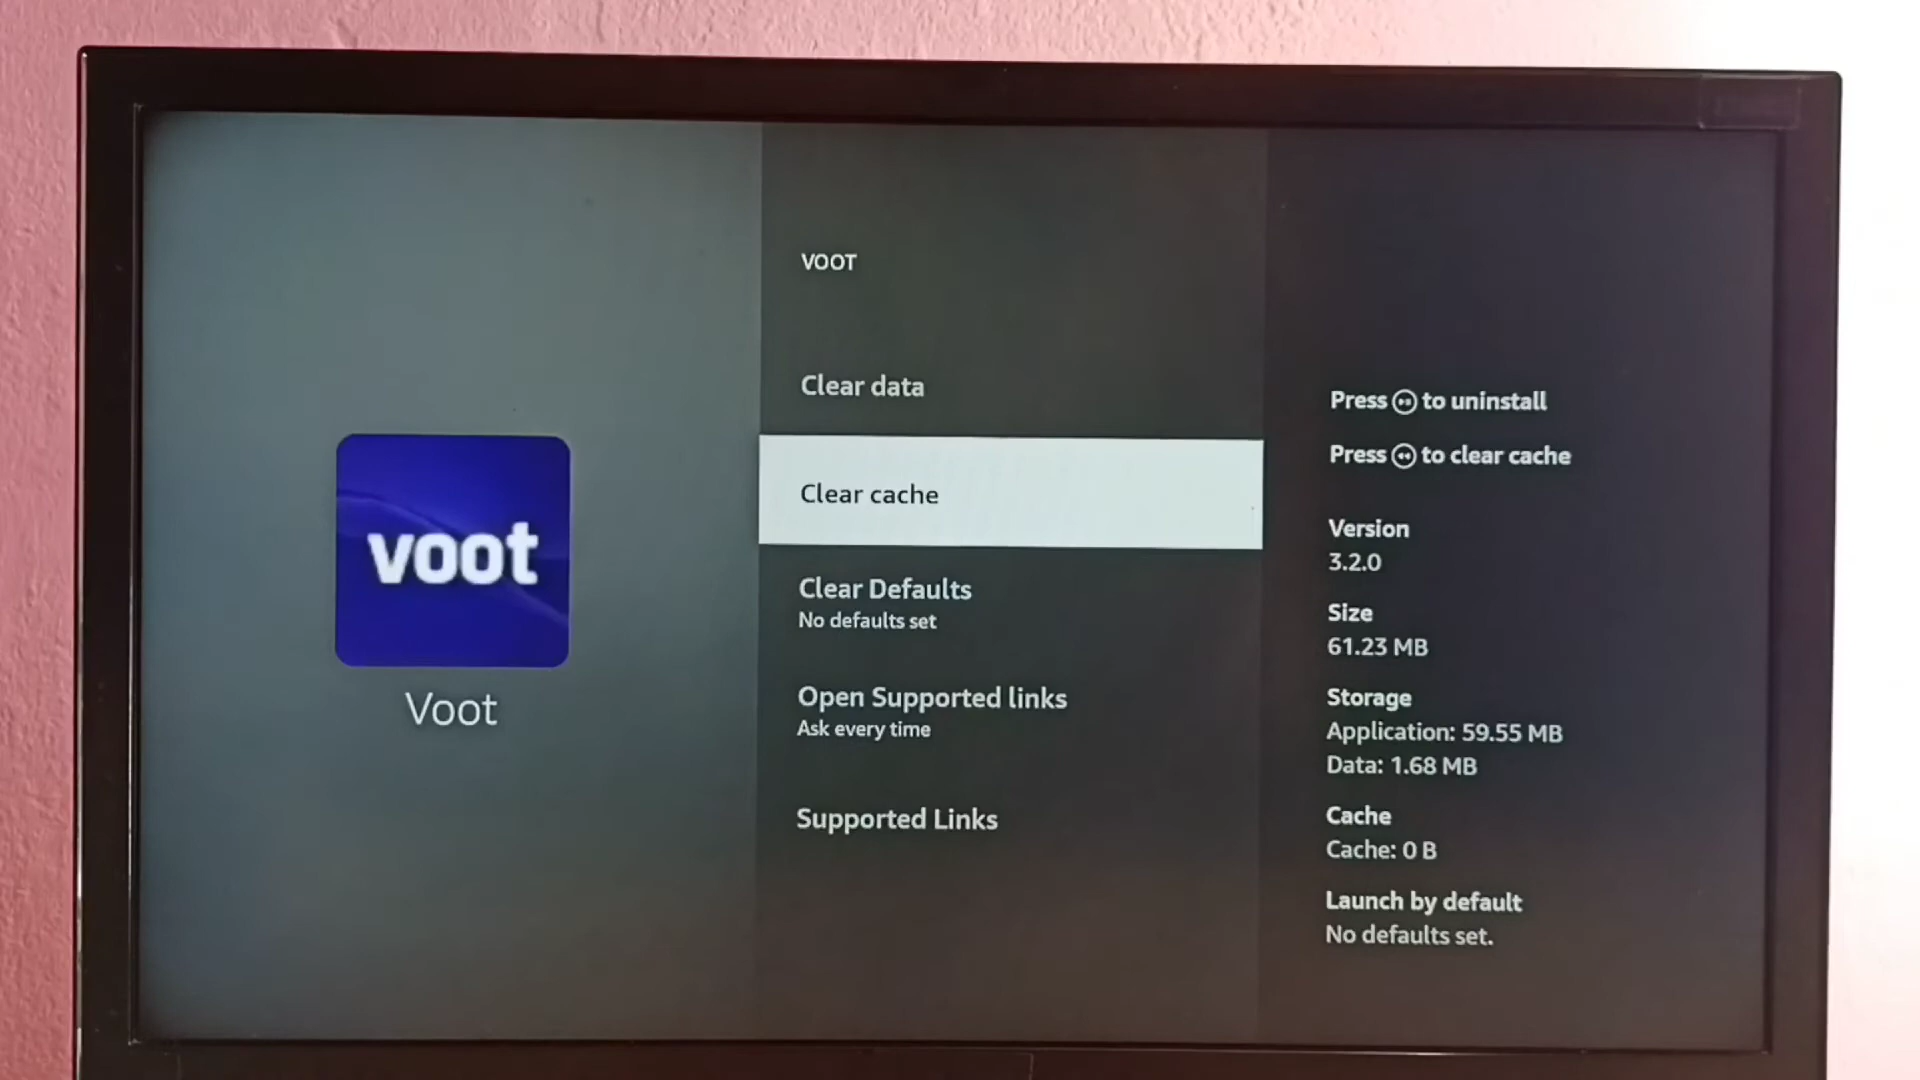 VOOT
Clear data
Clear cache
Clear Defaults
No defaults set
Open Supported links
Ask every time
Supported Links
voot
Voot
Press to uninstall
Press to clear cache
Version
3.2.0
Size
61.23 MB
Storage
Application: 59.55 MB
Data: 1.68 MB
Cache
Cache: 0 B
Launch by default
No defaults set.